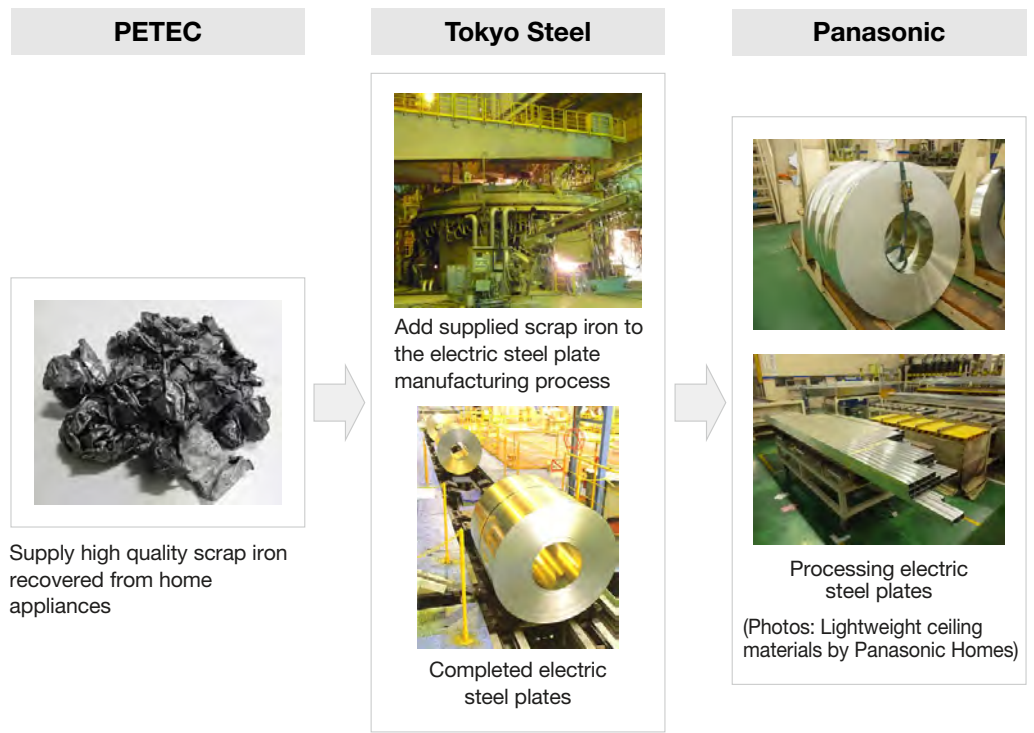 PETEC
Supply high quality scrap iron
recovered from home
appliances
Tokyo Steel
Add supplied scrap iron to
the electric steel plate
manufacturing process
Completed electric
steel plates
Panasonic
Processing electric
steel plates
(Photos: Lightweight ceiling
materials by Panasonic Homes)